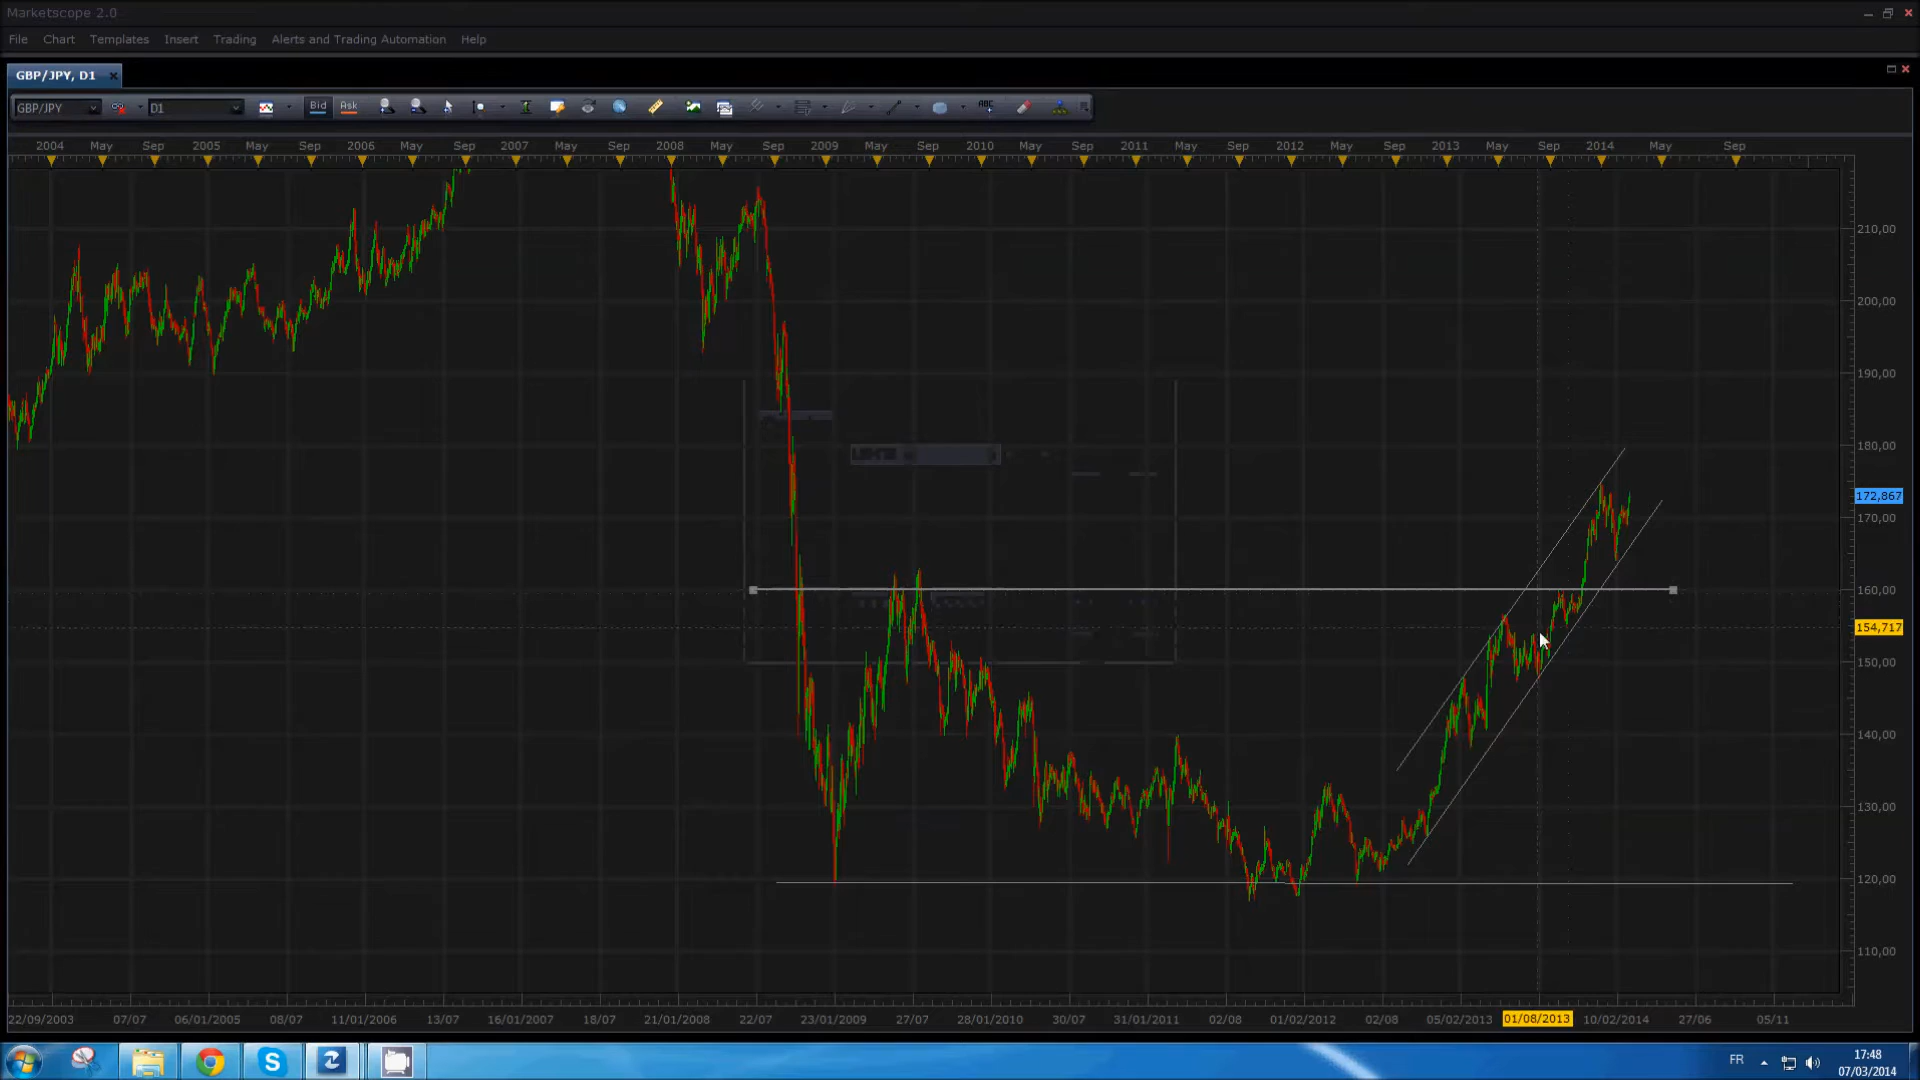 Marketscope 2.0
File Chart Templates Insert Trading Alerts and Trading Automation Help
GBP/JPY, D1
GBP/JPY D1 Bid Ask ABC
2004 May Sep 2005 May Sep 2006 May Sep 2007 May Sep 2008 May Sep 2009 May Sep 2010 May Sep 2011 May Sep 2012 May Sep 2013 May Sep 2014 May Sep
210,00
200,00
190,00
180,00
172,867
170,00
160,00
154,717
150,00
140,00
130,00
120,00
110,00
22/09/2003 07/07 06/01/2005 08/07 11/01/2006 13/07 16/01/2007 18/07 21/01/2008 22/07 23/01/2009 27/07 28/01/2010 30/07 31/01/2011 02/08 01/02/2012 02/08 05/02/2013 01/08/2013 10/02/2014 27/06 05/11
FR
17:48
07/03/2014